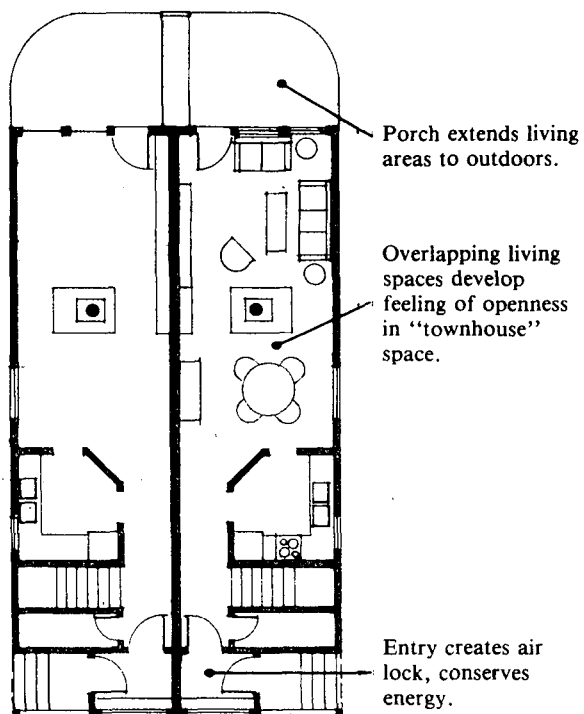 Porch extends living
areas to outdoors.
Overlapping living
spaces develop
feeling of openness
in “townhouse”
space.
Entry creates air
lock, conserves
energy.